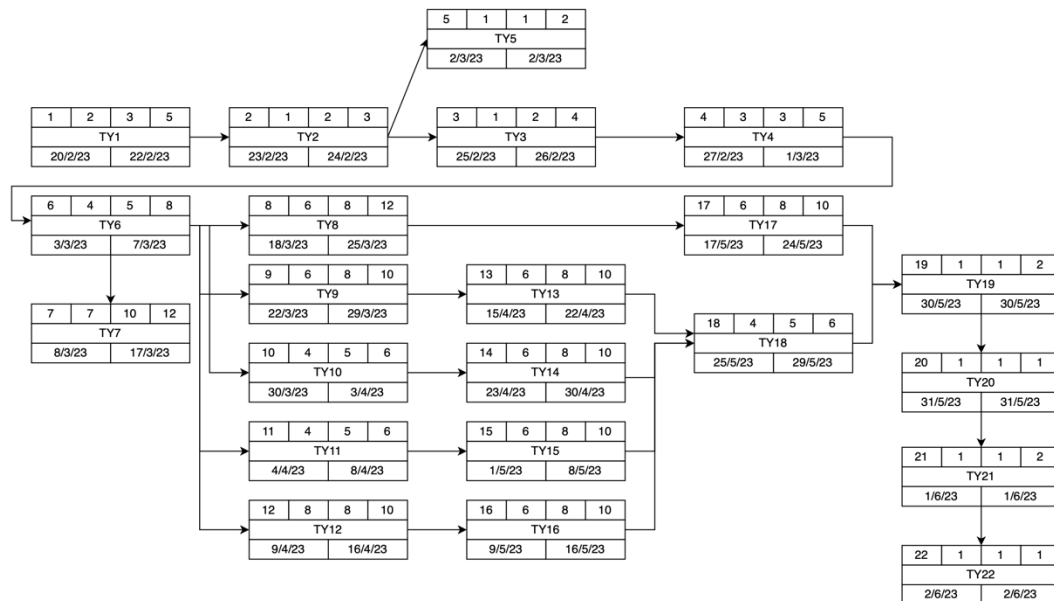 5 1 1 2
TY5
2/3/23 2/3/23
1 2 3 5
TY1
20/2/23 22/2/23
2 1 2 3
TY2
23/2/23 24/2/23
3 1 2 4
TY3
25/2/23 26/2/23
4 3 3 5
TY4
27/2/23 1/3/23
6 4 5 8
TY6
3/3/23 7/3/23
8 6 8 12
TY8
18/3/23 25/3/23
17 6 8 10
TY17
17/5/23 24/5/23
7 7 10 12
TY7
8/3/23 17/3/23
9 6 8 10
TY9
22/3/23 29/3/23
13 6 8 10
TY13
15/4/23 22/4/23
10 4 5 6
TY10
30/3/23 3/4/23
14 6 8 10
TY14
23/4/23 30/4/23
11 4 5 6
TY11
4/4/23 8/4/23
15 6 8 10
TY15
1/5/23 8/5/23
12 8 8 10
TY12
9/4/23 16/4/23
16 6 8 10
TY16
9/5/23 16/5/23
18 4 5 6
TY18
25/5/23 29/5/23
19 1 1 2
TY19
30/5/23 30/5/23
20 1 1 1
TY20
31/5/23 31/5/23
21 1 1 2
TY21
1/6/23 1/6/23
22 1 1 1
TY22
2/6/23 2/6/23